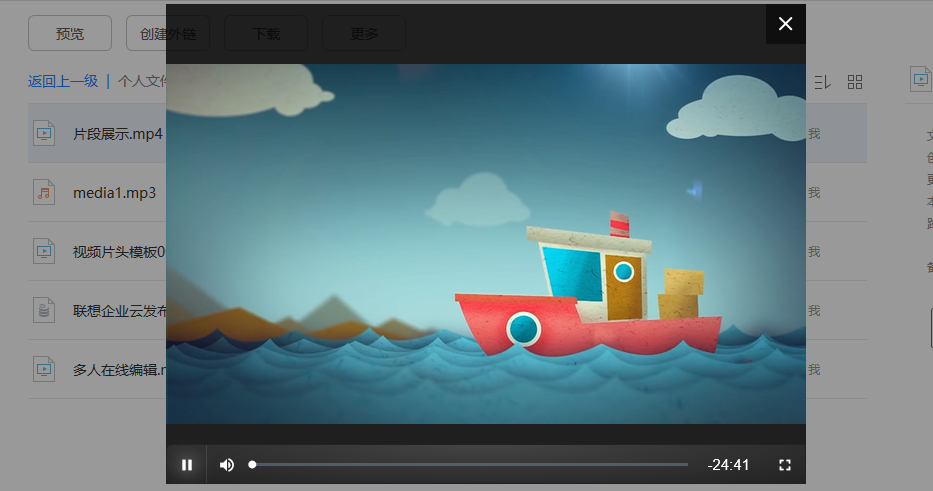 预览 创建外链 下载 更多
返回上一级 | 个人文件
片段展示.mp4 我
media1.mp3 我
视频片头模板0 我
联想企业云发布 我
多人在线编辑.m 我
-24:41